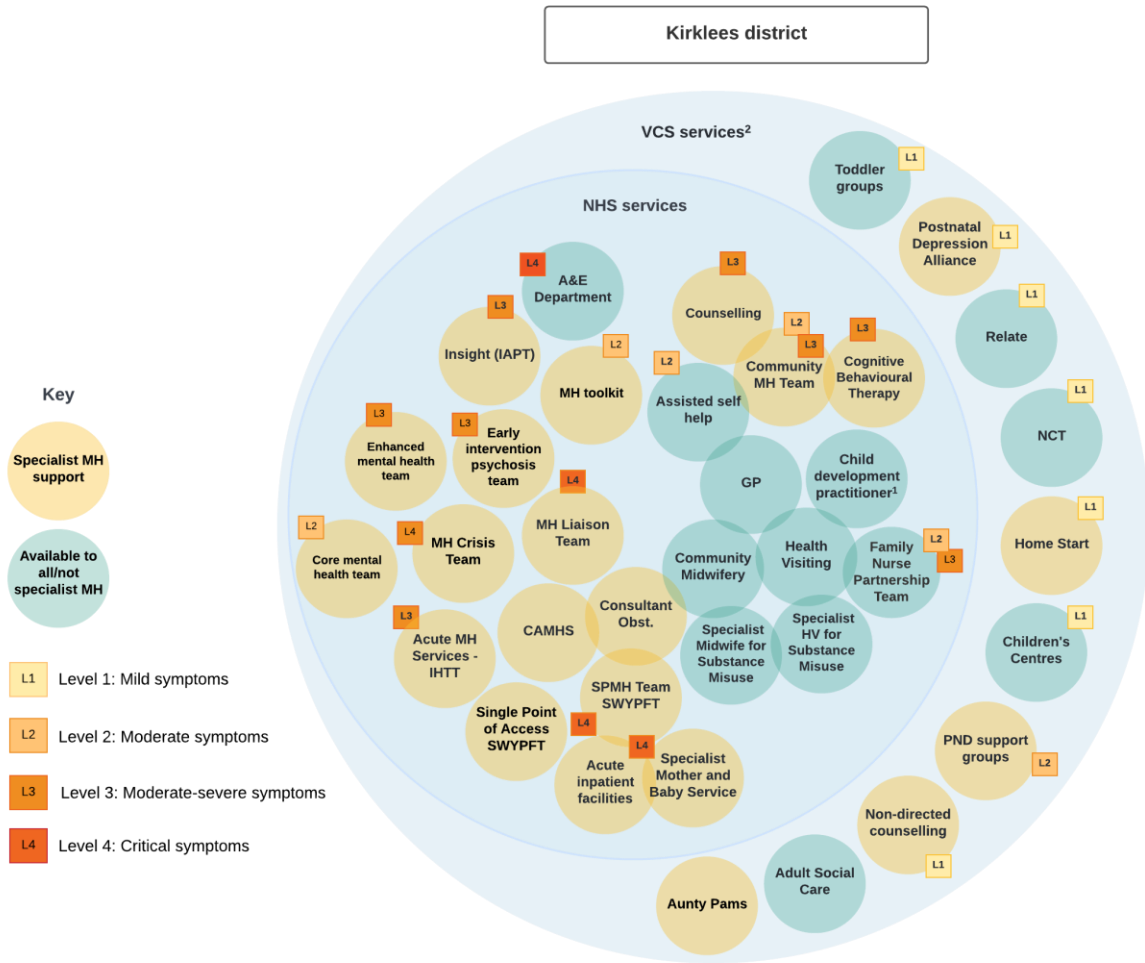 Kirklees district
VCS services²
NHS services
Toddler
groups
L1
Postnatal
Depression
Alliance
L1
Relate
L1
NCT
L1
Home Start
L1
Children's
Centres
L1
PND support
groups
L2
Non-directed
counselling
L1
Adult Social
Care
Aunty Pams
L4
A&E
Department
L3
Insight (IAPT)
L2
MH toolkit
L3
Counselling
L2
L3
Community
MH Team
L3
Cognitive
Behavioural
Therapy
L2
Assisted self
help
L3
Enhanced
mental health
team
L3
Early
intervention
psychosis
team
GP
Child
development
practitioner¹
L4
MH Liaison
Team
L2
Core mental
health team
L4
MH Crisis
Team
Community
Midwifery
Health
Visiting
L2
L3
Family
Nurse
Partnership
Team
L3
Acute MH
Services -
IHTT
CAMHS
Consultant
Obst.
Specialist
Midwife for
Substance
Misuse
Specialist
HV for
Substance
Misuse
SPMH Team
SWYPFT
Single Point
of Access
SWYPFT
L4
Acute
inpatient
facilities
L4
Specialist
Mother and
Baby Service
Key
Specialist MH
support
Available to
all/not
specialist MH
L1 Level 1: Mild symptoms
L2 Level 2: Moderate symptoms
L3 Level 3: Moderate-severe symptoms
L4 Level 4: Critical symptoms